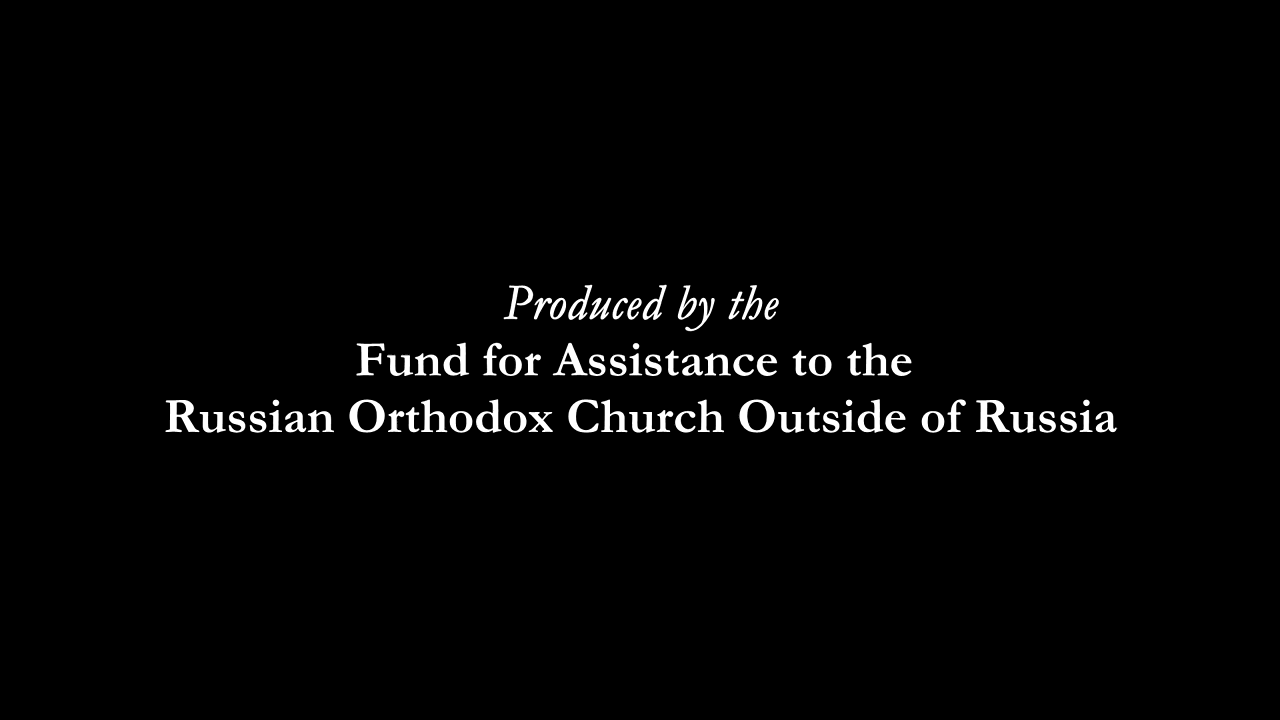 Produced by the
Fund for Assistance to the
Russian Orthodox Church Outside of Russia